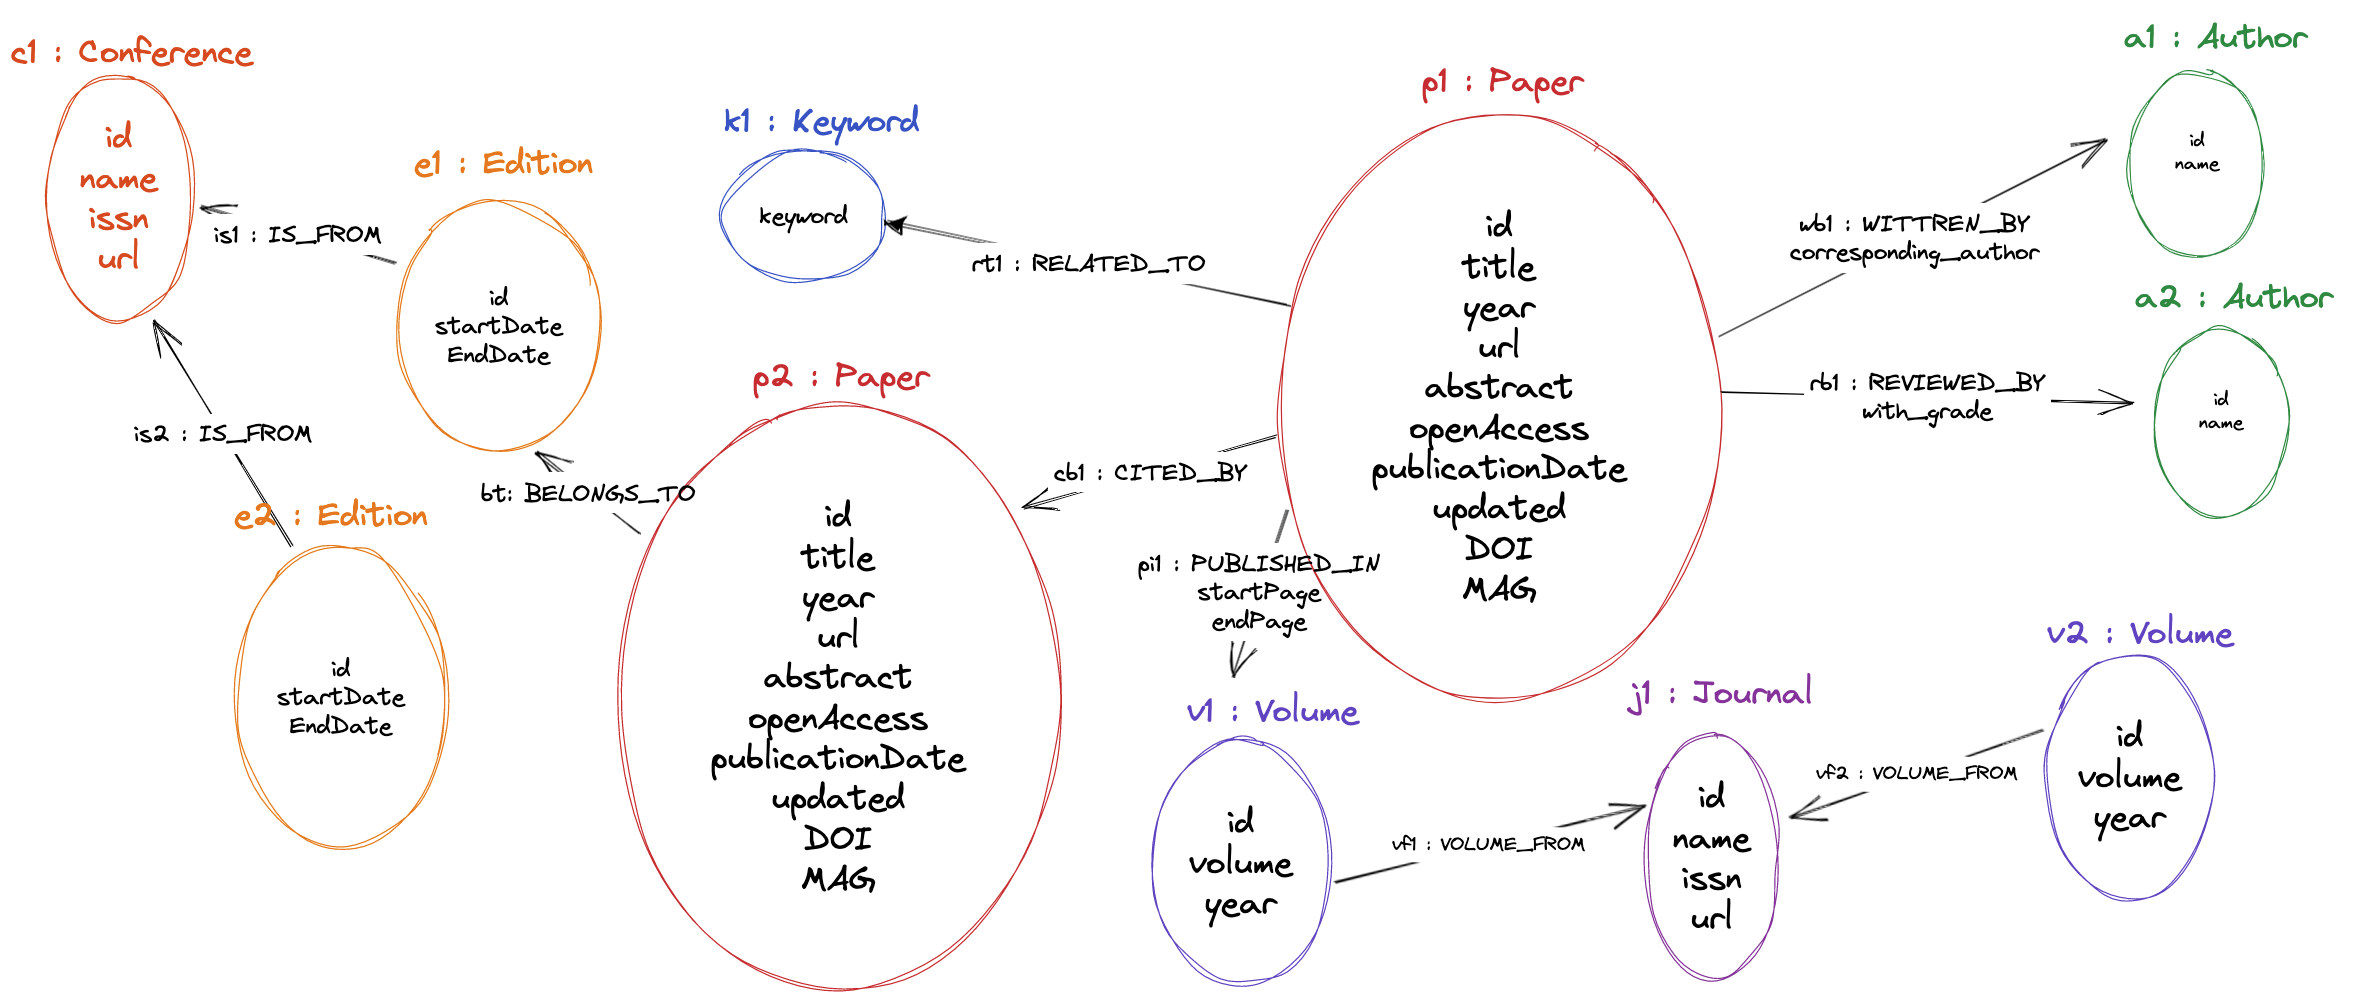 c1 : Conference
id
name
issn
url
is1 : IS_FROM
e1 : Edition
id
startDate
EndDate
is2 : IS_FROM
e2 : Edition
id
startDate
EndDate
bt: BELONGS_TO
k1 : Keyword
keyword
rt1 : RELATED_TO
p2 : Paper
id
title
year
url
abstract
openAccess
publicationDate
updated
DOI
MAG
cb1 : CITED_BY
p1 : Paper
id
title
year
url
abstract
openAccess
publicationDate
updated
DOI
MAG
pi1 : PUBLISHED_IN
startPage
endPage
wb1 : WITTREN_BY
corresponding_author
a1 : Author
id
name
rb1 : REVIEWED_BY
with_grade
a2 : Author
id
name
v1 : Volume
id
volume
year
vf1 : VOLUME_FROM
j1 : Journal
id
name
issn
url
vf2 : VOLUME_FROM
v2 : Volume
id
volume
year